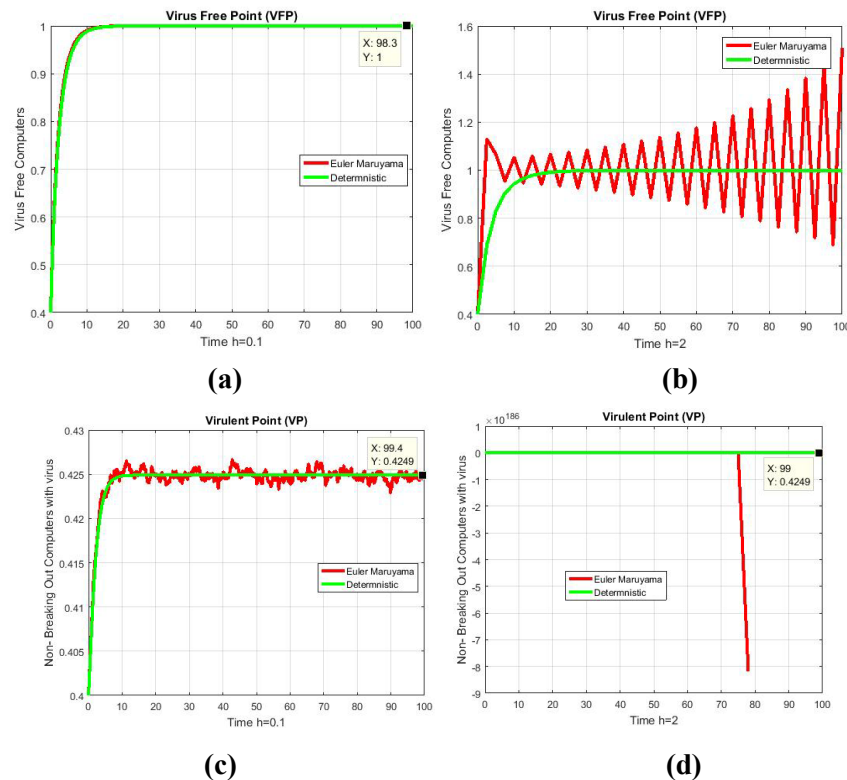 Virus Free Point (VFP)
Virus Free Computers
1
0.9
0.8
0.7
0.6
0.5
0.4
X: 98.3
Y: 1
Euler Maruyama
Determnistic
0 10 20 30 40 50 60 70 80 90 100
Time h=0.1
(a)
Virus Free Point (VFP)
Virus Free Computers
1.6
1.4
1.2
1
0.8
0.6
0.4
Euler Maruyama
Determnistic
0 10 20 30 40 50 60 70 80 90 100
Time h=2
(b)
Virulent Point (VP)
Non- Breaking Out Computers with virus
0.43
0.425
0.42
0.415
0.41
0.405
0.4
X: 99.4
Y: 0.4249
Euler Maruyama
Determnistic
0 10 20 30 40 50 60 70 80 90 100
Time h=0.1
(c)
Virulent Point (VP)
×10^186
Non- Breaking Out Computers with virus
1
0
-1
-2
-3
-4
-5
-6
-7
-8
-9
X: 99
Y: 0.4249
Euler Maruyama
Determnistic
0 10 20 30 40 50 60 70 80 90 100
Time h=2
(d)